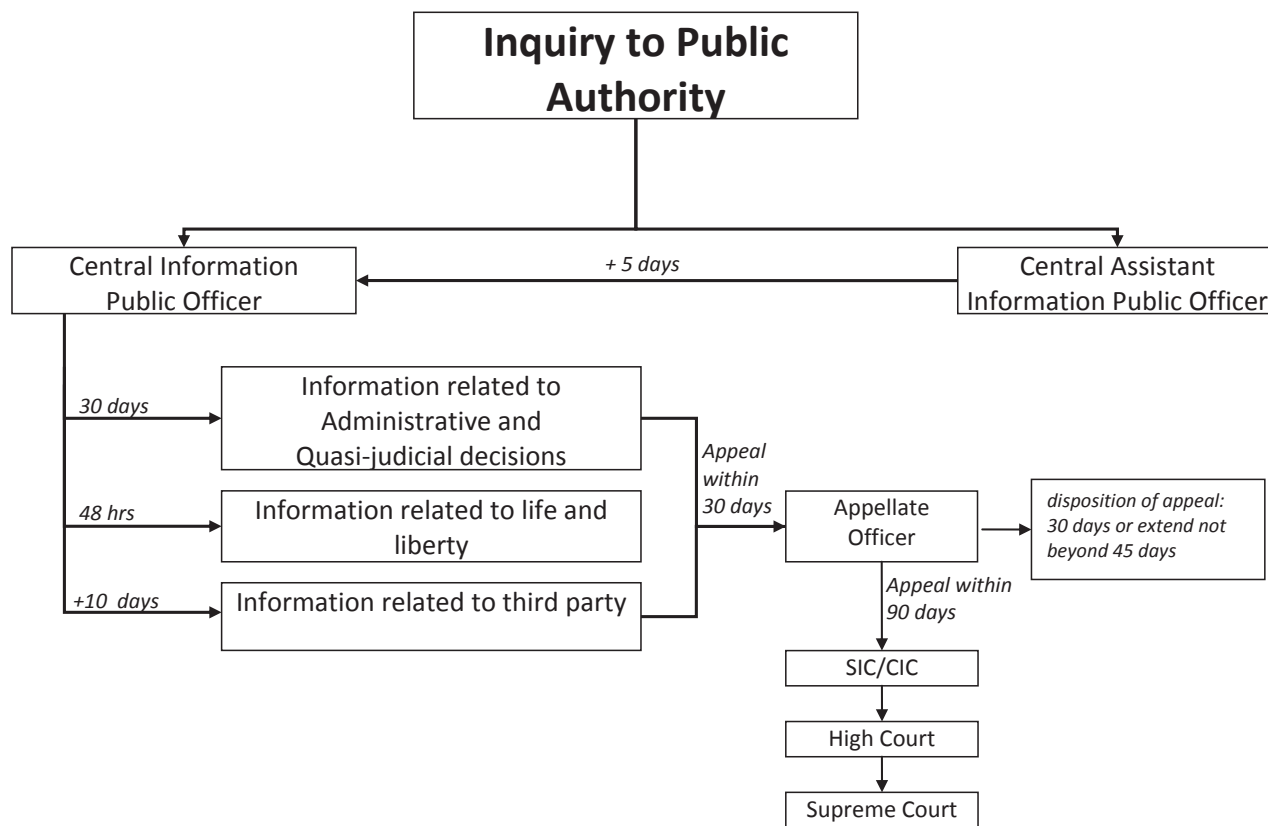 Inquiry to Public
Authority
Central Information
Public Officer
+ 5 days
Central Assistant
Information Public Officer
30 days
Information related to
Administrative and
Quasi-judicial decisions
48 hrs
Information related to life and
liberty
+10 days
Information related to third party
Appeal
within
30 days
Appellate
Officer
disposition of appeal:
30 days or extend not
beyond 45 days
Appeal within
90 days
SIC/CIC
High Court
Supreme Court